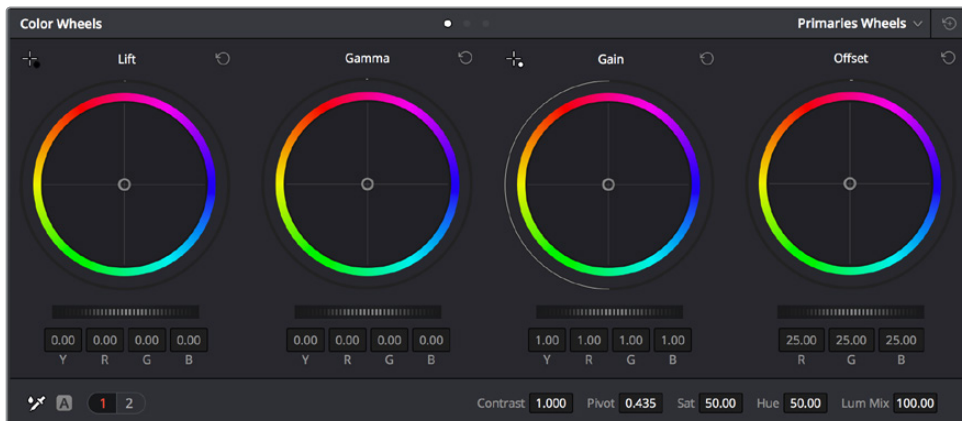 Color Wheels Primaries Wheels
Lift Gamma Gain Offset
0.00 0.00 0.00 0.00 0.00 0.00 0.00 0.00 1.00 1.00 1.00 1.00 25.00 25.00 25.00
Y R G B Y R G B Y R G B R G B
A 1 2 Contrast 1.000 Pivot 0.435 Sat 50.00 Hue 50.00 Lum Mix 100.00